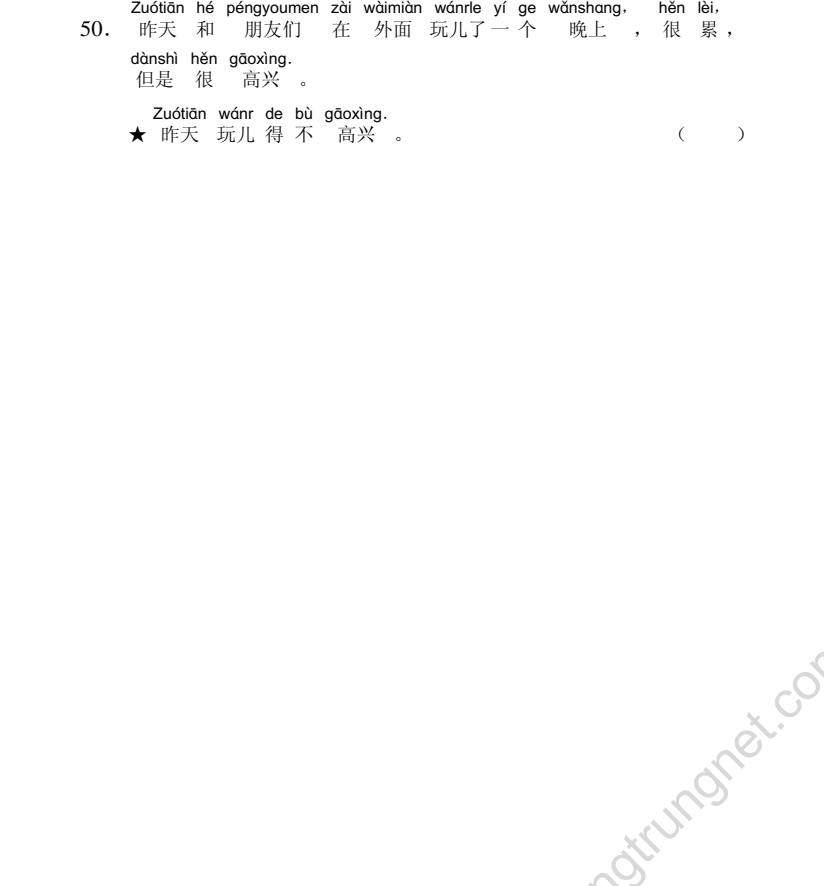 Zuótiān hé péngyoumen zài wàimiàn wánrle yí ge wǎnshang, hěn lèi,
50. 昨天 和 朋友们 在 外面 玩儿了 一 个 晚上 , 很 累 ,
dànshì hěn gāoxìng.
但是 很 高兴 。
Zuótiān wánr de bù gāoxìng.
★ 昨天 玩儿 得 不 高兴 。 ( )
ngtrungnet.com